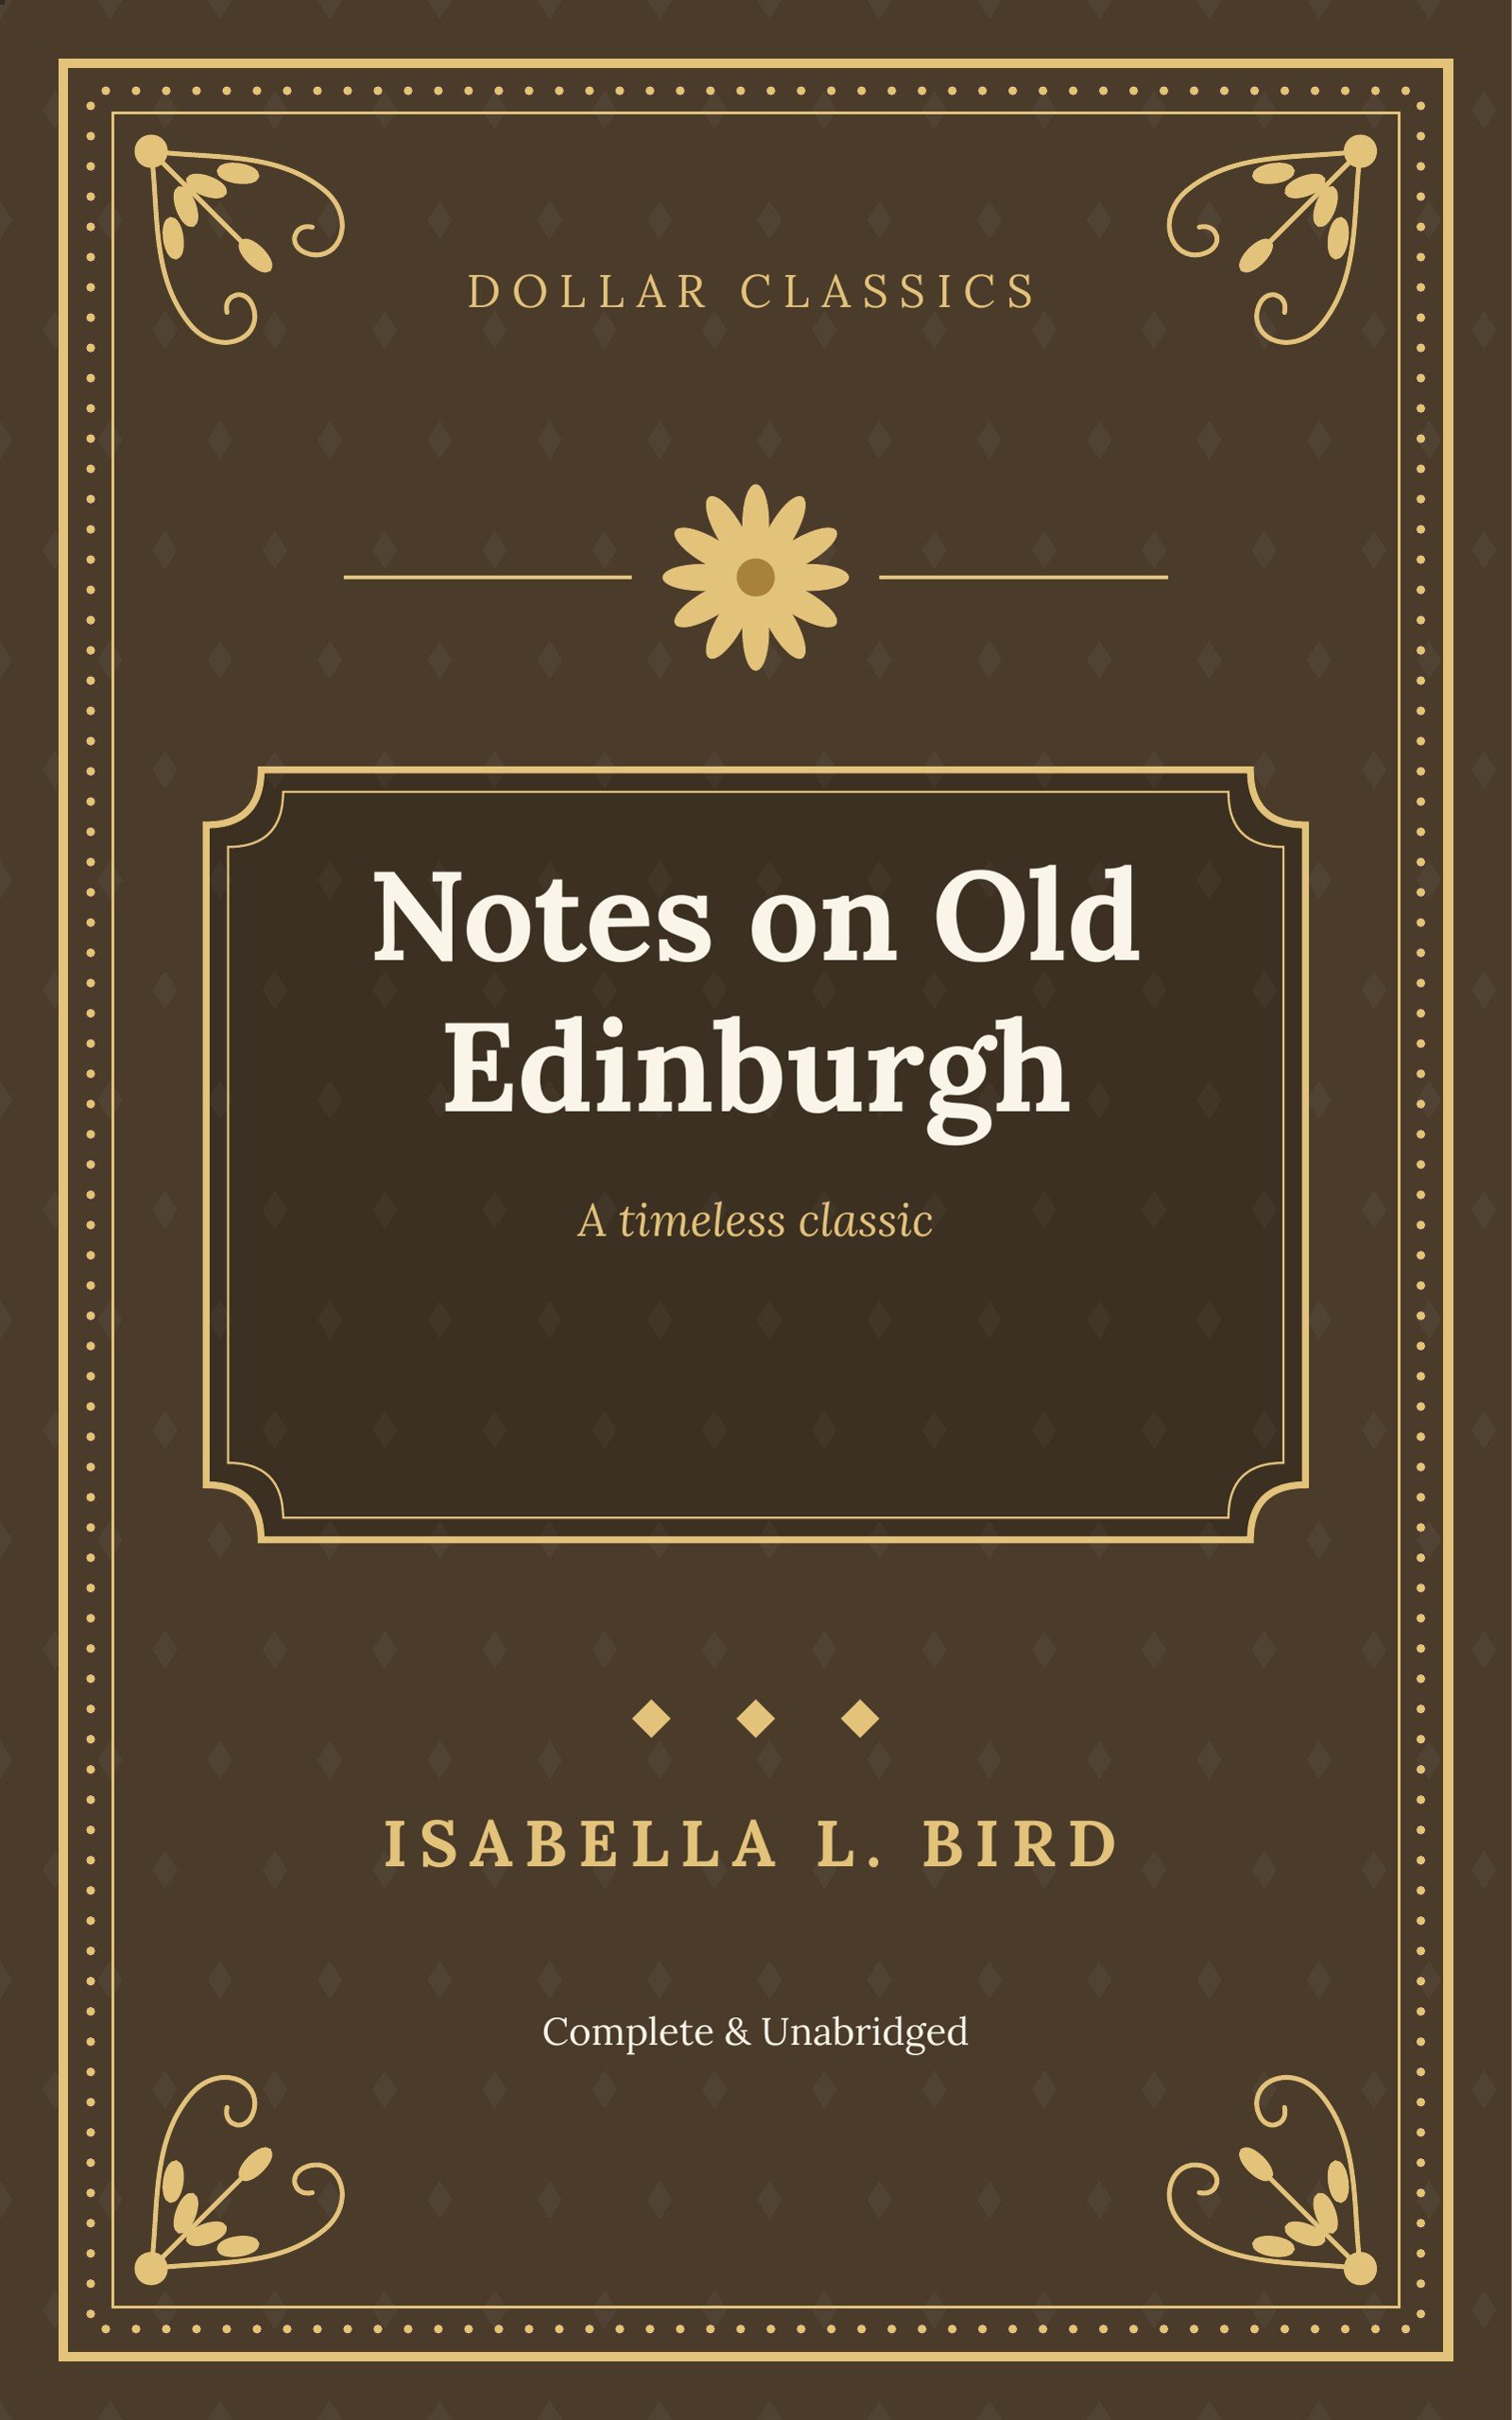 DOLLAR CLASSICS
Notes on Old
Edinburgh
A timeless classic
ISABELLA L. BIRD
Complete & Unabridged